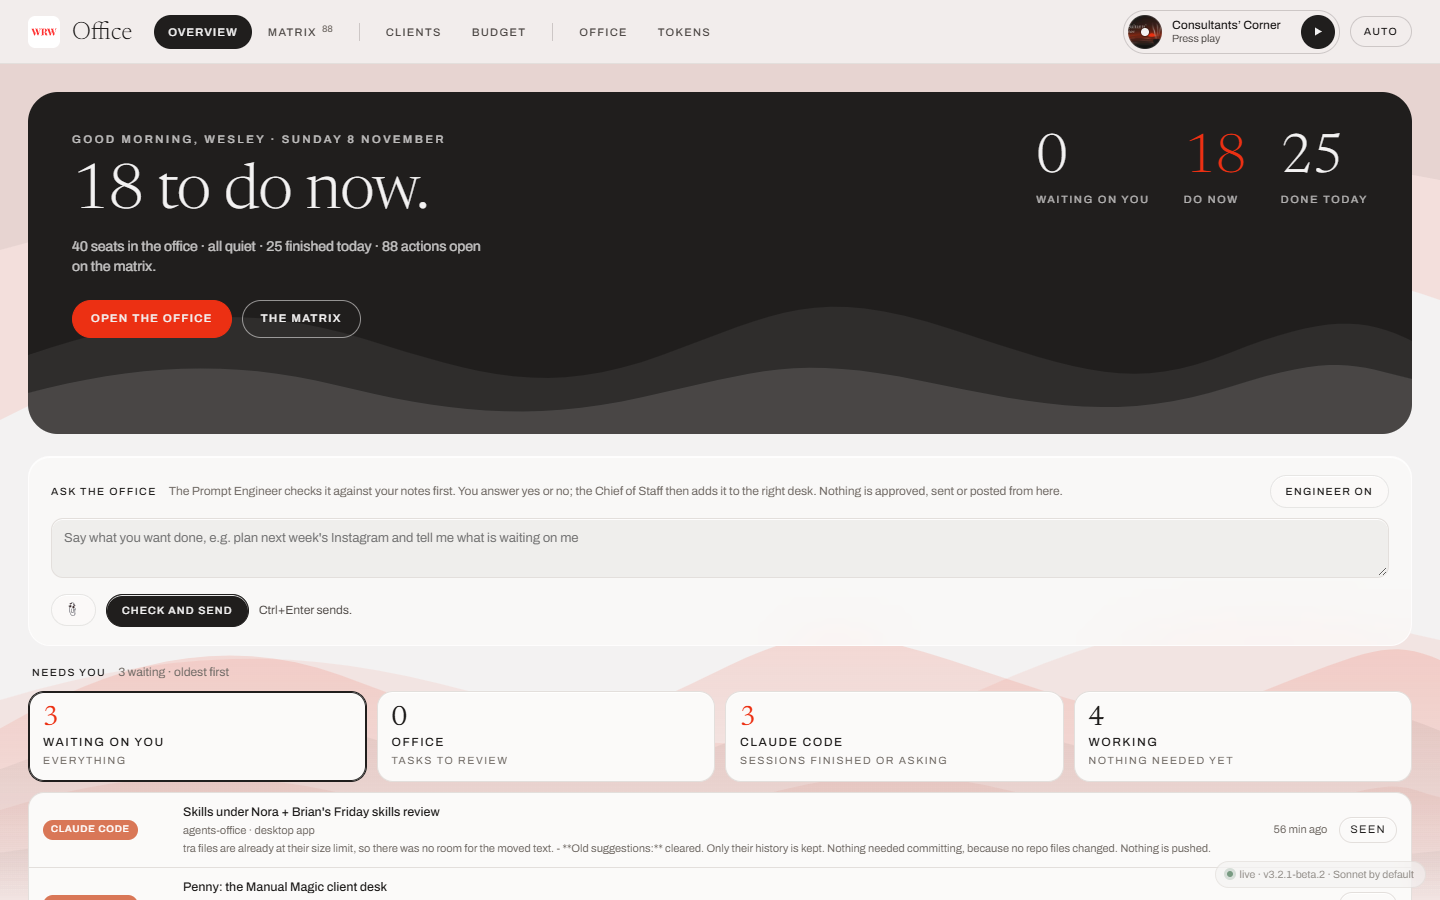 WRW Office OVERVIEW MATRIX 88 CLIENTS BUDGET OFFICE TOKENS
Consultants’ Corner
Press play
AUTO
GOOD MORNING, WESLEY · SUNDAY 8 NOVEMBER
18 to do now.
40 seats in the office · all quiet · 25 finished today · 88 actions open
on the matrix.
OPEN THE OFFICE THE MATRIX
0 18 25
WAITING ON YOU DO NOW DONE TODAY
ASK THE OFFICE The Prompt Engineer checks it against your notes first. You answer yes or no; the Chief of Staff then adds it to the right desk. Nothing is approved, sent or posted from here. ENGINEER ON
Say what you want done, e.g. plan next week's Instagram and tell me what is waiting on me
CHECK AND SEND Ctrl+Enter sends.
NEEDS YOU 3 waiting · oldest first
3
WAITING ON YOU
EVERYTHING
0
OFFICE
TASKS TO REVIEW
3
CLAUDE CODE
SESSIONS FINISHED OR ASKING
4
WORKING
NOTHING NEEDED YET
CLAUDE CODE
Skills under Nora + Brian's Friday skills review
agents-office · desktop app
tra files are already at their size limit, so there was no room for the moved text. - **Old suggestions:** cleared. Only their history is kept. Nothing needed committing, because no repo files changed. Nothing is pushed.
56 min ago SEEN
Penny: the Manual Magic client desk
live · v3.2.1-beta.2 · Sonnet by default